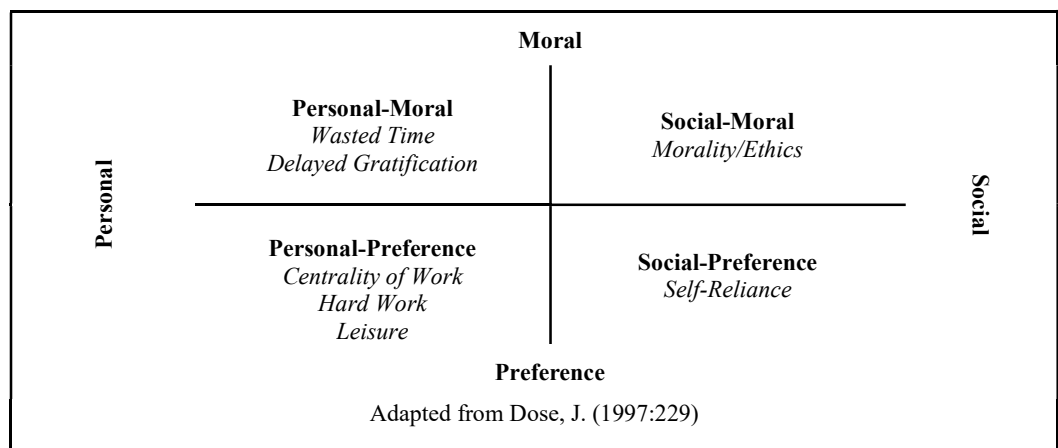 Moral
Personal-Moral
Wasted Time
Delayed Gratification
Social-Moral
Morality/Ethics
Personal
Social
Personal-Preference
Centrality of Work
Hard Work
Leisure
Social-Preference
Self-Reliance
Preference
Adapted from Dose, J. (1997:229)